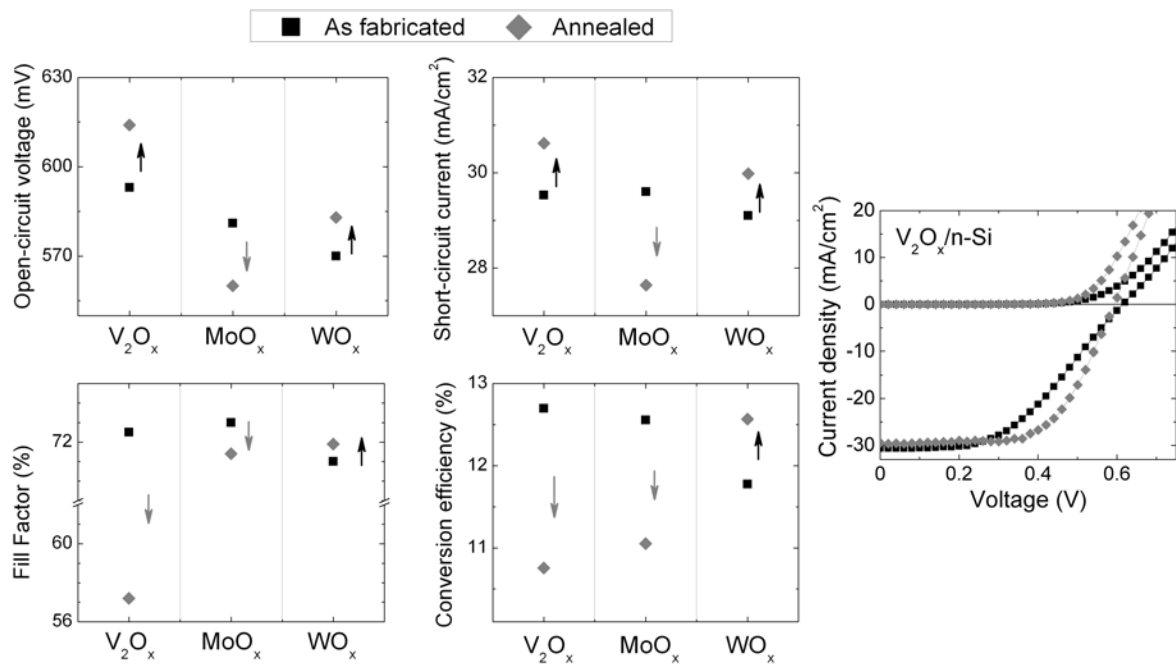 As fabricated Annealed
Open-circuit voltage (mV)
630
600
570
V₂Oₓ MoOₓ WOₓ
Short-circuit current (mA/cm²)
32
30
28
V₂Oₓ MoOₓ WOₓ
Fill Factor (%)
72
60
56
V₂Oₓ MoOₓ WOₓ
Conversion efficiency (%)
13
12
11
V₂Oₓ MoOₓ WOₓ
Current density (mA/cm²)
V₂Oₓ/n-Si
20
10
0
-10
-20
-30
0 0.2 0.4 0.6
Voltage (V)